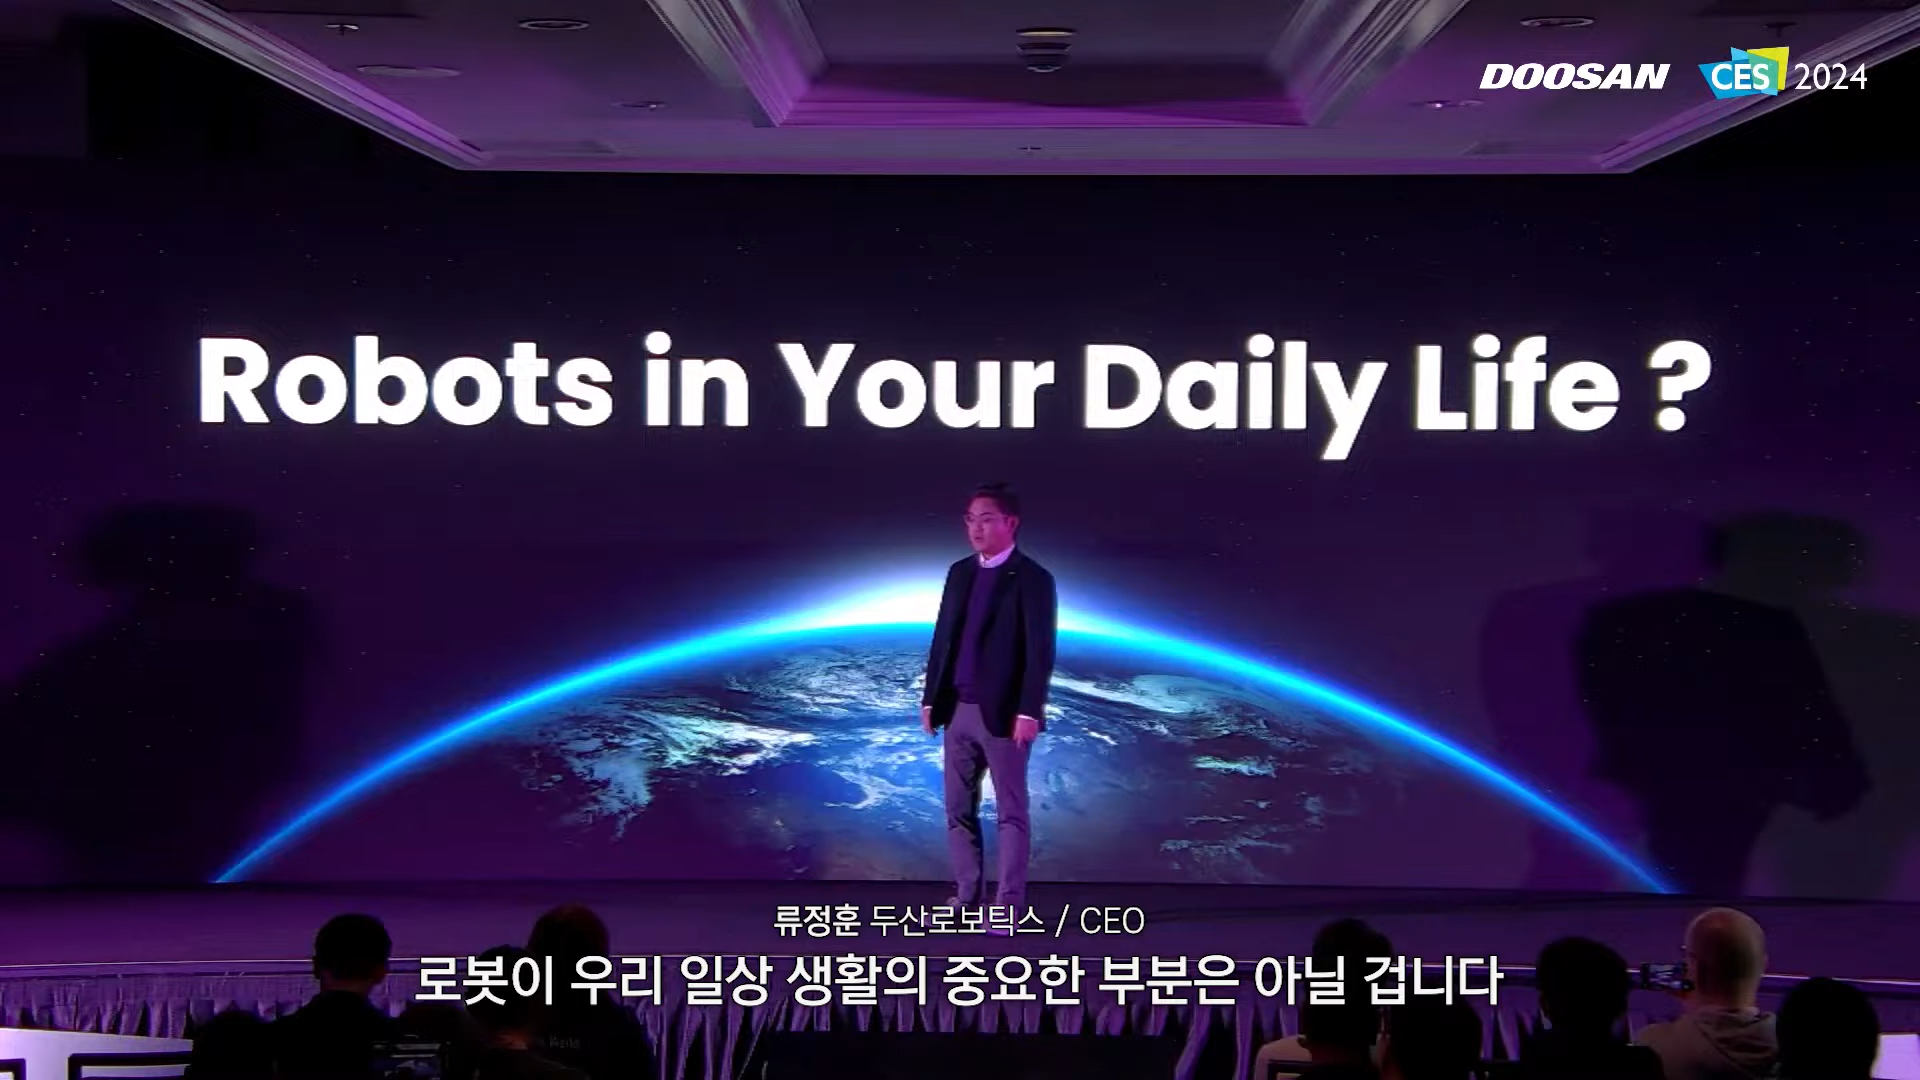 DOOSAN CES 2024
Robots in Your Daily Life ?
류정훈 두산로보틱스 / CEO
로봇이 우리 일상 생활의 중요한 부분은 아닐 겁니다